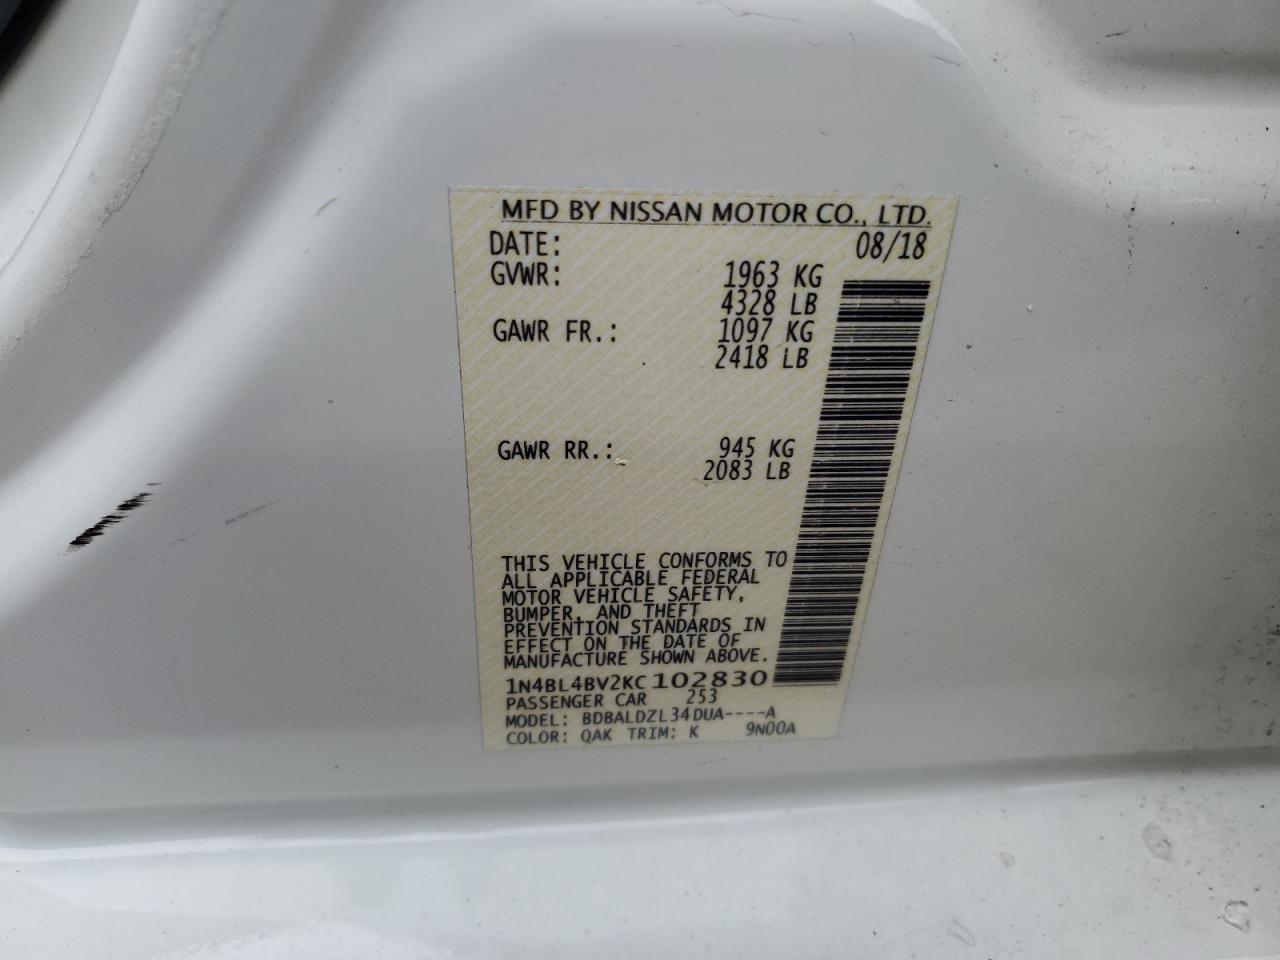 MFD BY NISSAN MOTOR CO., LTD.
DATE: 08/18
GVWR: 1963 KG
4328 LB
GAWR FR.: 1097 KG
2418 LB
GAWR RR.: 945 KG
2083 LB
THIS VEHICLE CONFORMS TO
ALL APPLICABLE FEDERAL
MOTOR VEHICLE SAFETY,
BUMPER, AND THEFT
PREVENTION STANDARDS IN
EFFECT ON THE DATE OF
MANUFACTURE SHOWN ABOVE.
1N4BL4BV2KC102830
PASSENGER CAR 253
MODEL: BDBALDZL34DUA----A
COLOR: QAK TRIM: K 9N00A